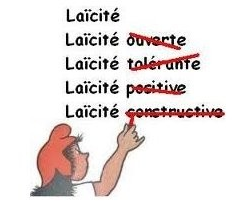 Laïcité
Laïcité ouverte
Laïcité tolérante
Laïcité positive
Laïcité constructive